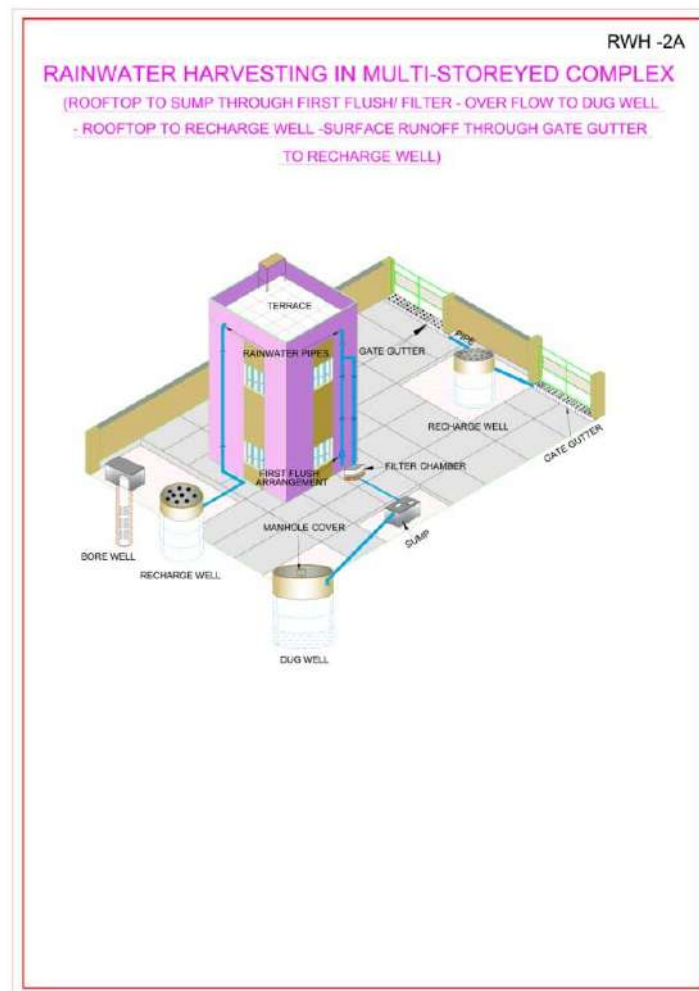 RWH -2A
RAINWATER HARVESTING IN MULTI-STOREYED COMPLEX
(ROOFTOP TO SUMP THROUGH FIRST FLUSH/ FILTER - OVER FLOW TO DUG WELL
- ROOFTOP TO RECHARGE WELL -SURFACE RUNOFF THROUGH GATE GUTTER
TO RECHARGE WELL)
TERRACE
RAINWATER PIPES
GATE GUTTER
PIPE
RECHARGE WELL
GATE GUTTER
FIRST FLUSH
ARRANGEMENT
FILTER CHAMBER
MANHOLE COVER
SUMP
BORE WELL
RECHARGE WELL
DUG WELL